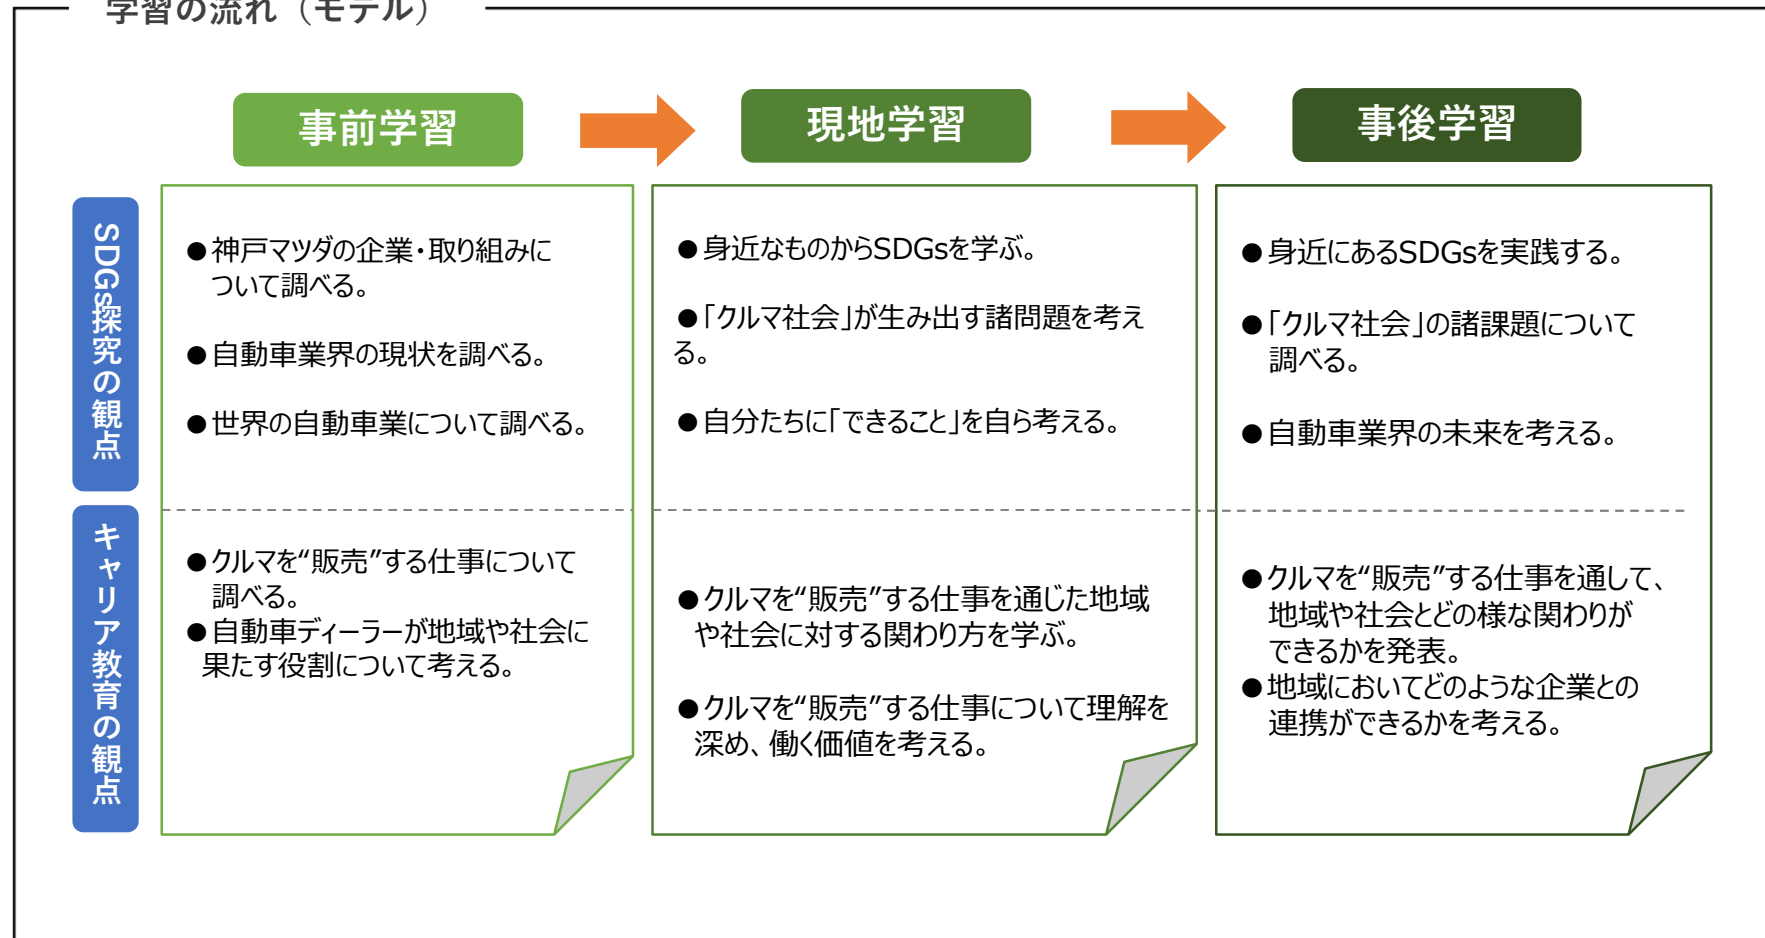 学習の流れ（モデル）
事前学習
現地学習
事後学習
SDGs探究の観点
●神戸マツダの企業・取り組みに
ついて調べる。
●自動車業界の現状を調べる。
●世界の自動車業について調べる。
●身近なものからSDGsを学ぶ。
●「クルマ社会」が生み出す諸問題を考え
る。
●自分たちに「できること」を自ら考える。
●身近にあるSDGsを実践する。
●「クルマ社会」の諸課題について
調べる。
●自動車業界の未来を考える。
キャリア教育の観点
●クルマを“販売”する仕事について
調べる。
●自動車ディーラーが地域や社会に
果たす役割について考える。
●クルマを“販売”する仕事を通じた地域
や社会に対する関わり方を学ぶ。
●クルマを“販売”する仕事について理解を
深め、働く価値を考える。
●クルマを“販売”する仕事を通して、
地域や社会とどの様な関わりが
できるかを発表。
●地域においてどのような企業との
連携ができるかを考える。